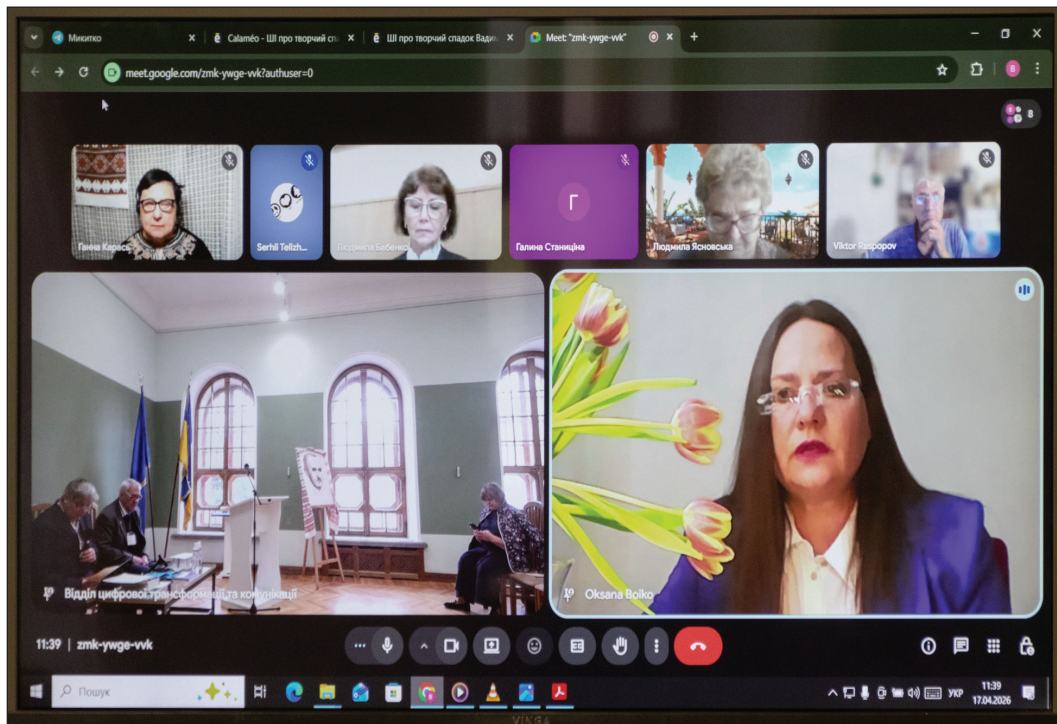 Микитко
Calaméo - ШІ про творчий сп
ШІ про творчий спадок Вадим
Meet: "zmk-ywge-vvk"
meet.google.com/zmk-ywge-vvk?authuser=0
В
8
Ганна Карась
Serhii Telizh...
Людмила Бабенко
Г
Галина Станиціна
Людмила Ясновська
Viktor Raspopov
Відділ цифрової трансформації та комунікації
Oksana Boiko
11:39 | zmk-ywge-vvk
Пошук
УКР
11:39
17.04.2026
VINGA